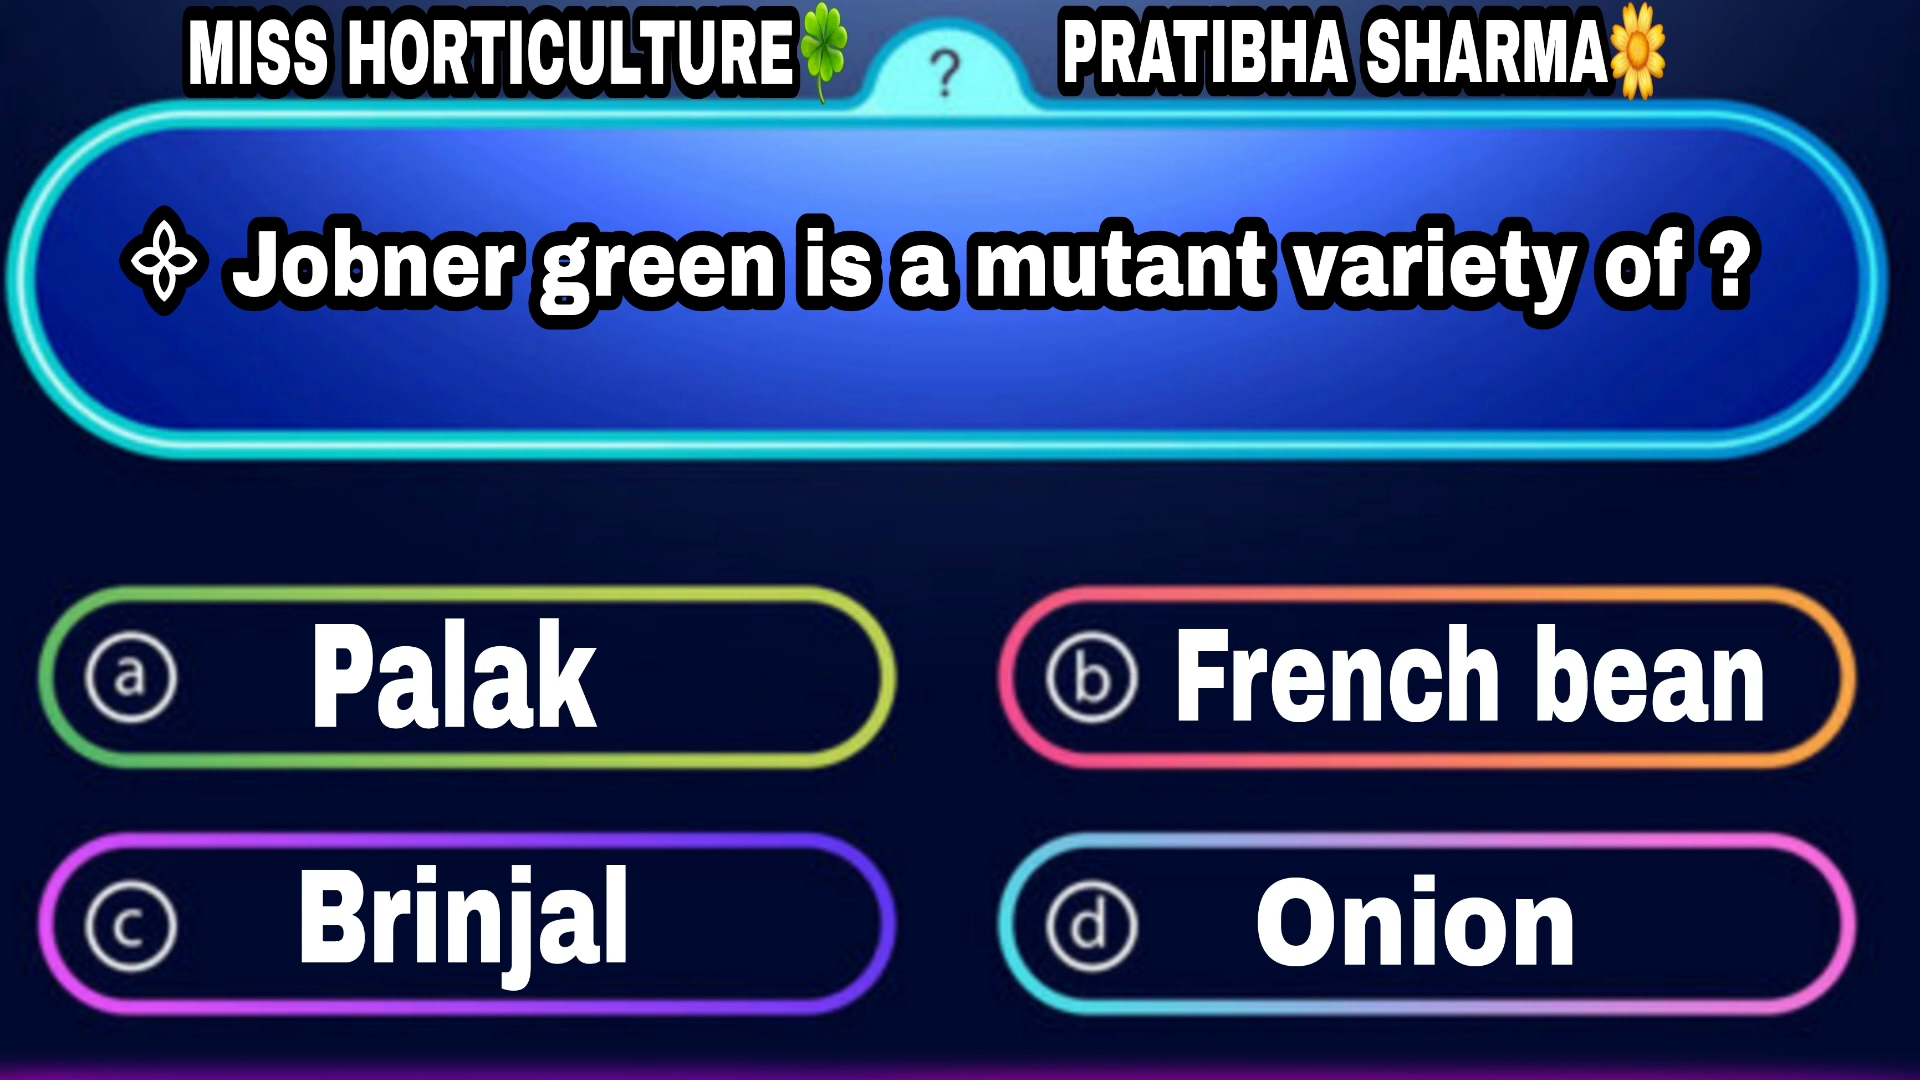 MISS HORTICULTURE🍀 ? PRATIBHA SHARMA🌼
Jobner green is a mutant variety of ?
a Palak
b French bean
c Brinjal
d Onion